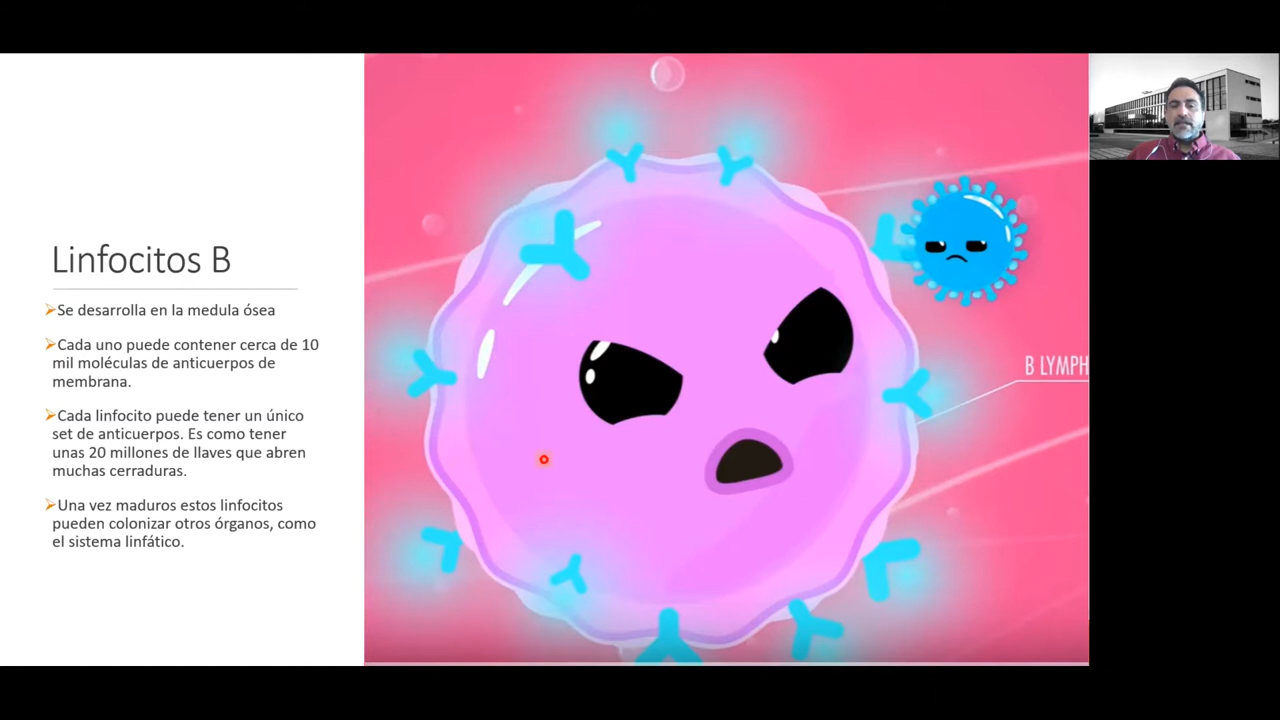 Linfocitos B
➢Se desarrolla en la medula ósea
➢Cada uno puede contener cerca de 10
mil moléculas de anticuerpos de
membrana.
➢Cada linfocito puede tener un único
set de anticuerpos. Es como tener
unas 20 millones de llaves que abren
muchas cerraduras.
➢Una vez maduros estos linfocitos
pueden colonizar otros órganos, como
el sistema linfático.
B LYMPH